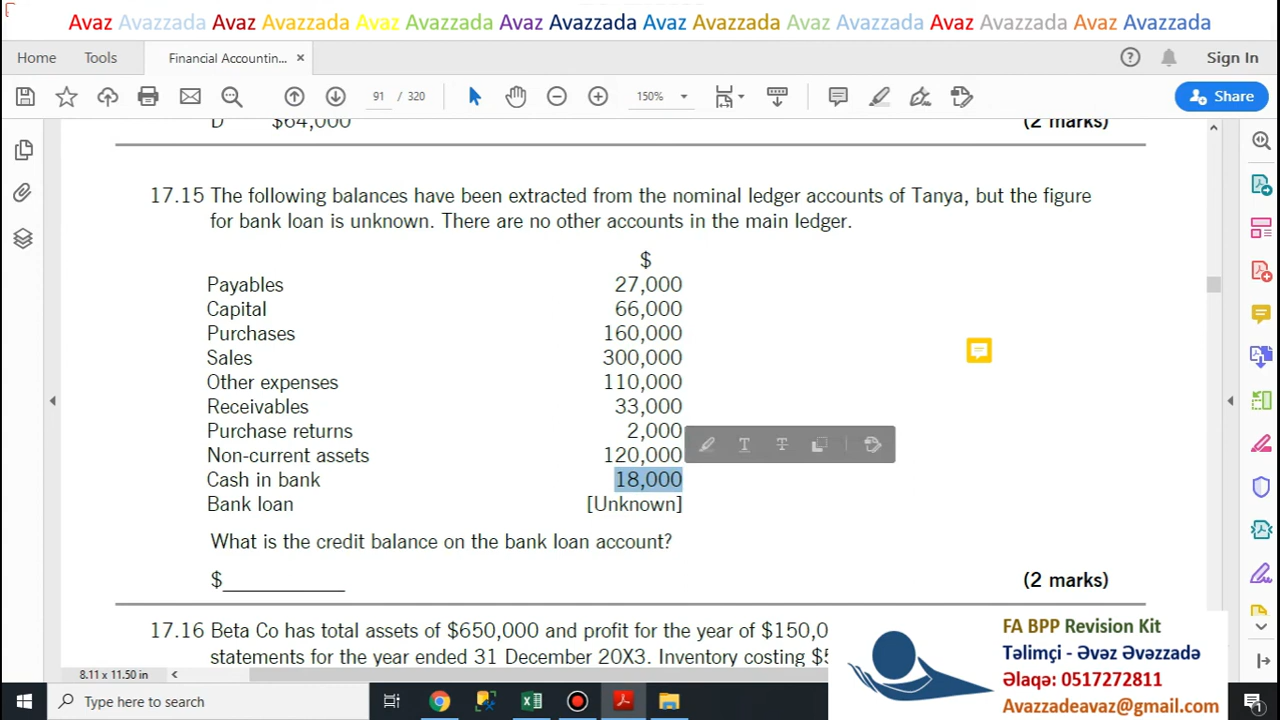 Avaz Avazzada Avaz Avazzada Avaz Avazzada Avaz Avazzada Avaz Avazzada Avaz Avazzada Avaz Avazzada Avaz Avazzada
Home Tools Financial Accountin... × Sign In
91 / 320 150% Share
D $64,000 (2 marks)
17.15 The following balances have been extracted from the nominal ledger accounts of Tanya, but the figure
for bank loan is unknown. There are no other accounts in the main ledger.
$
Payables 27,000
Capital 66,000
Purchases 160,000
Sales 300,000
Other expenses 110,000
Receivables 33,000
Purchase returns 2,000
Non-current assets 120,000
Cash in bank 18,000
Bank loan [Unknown]
What is the credit balance on the bank loan account?
$__________ (2 marks)
17.16 Beta Co has total assets of $650,000 and profit for the year of $150,0
statements for the year ended 31 December 20X3. Inventory costing $5
8.11 x 11.50 in
FA BPP Revision Kit
Təlimçi - Əvəz Əvəzzadə
Əlaqə: 0517272811
Avazzadeavaz@gmail.com
Type here to search